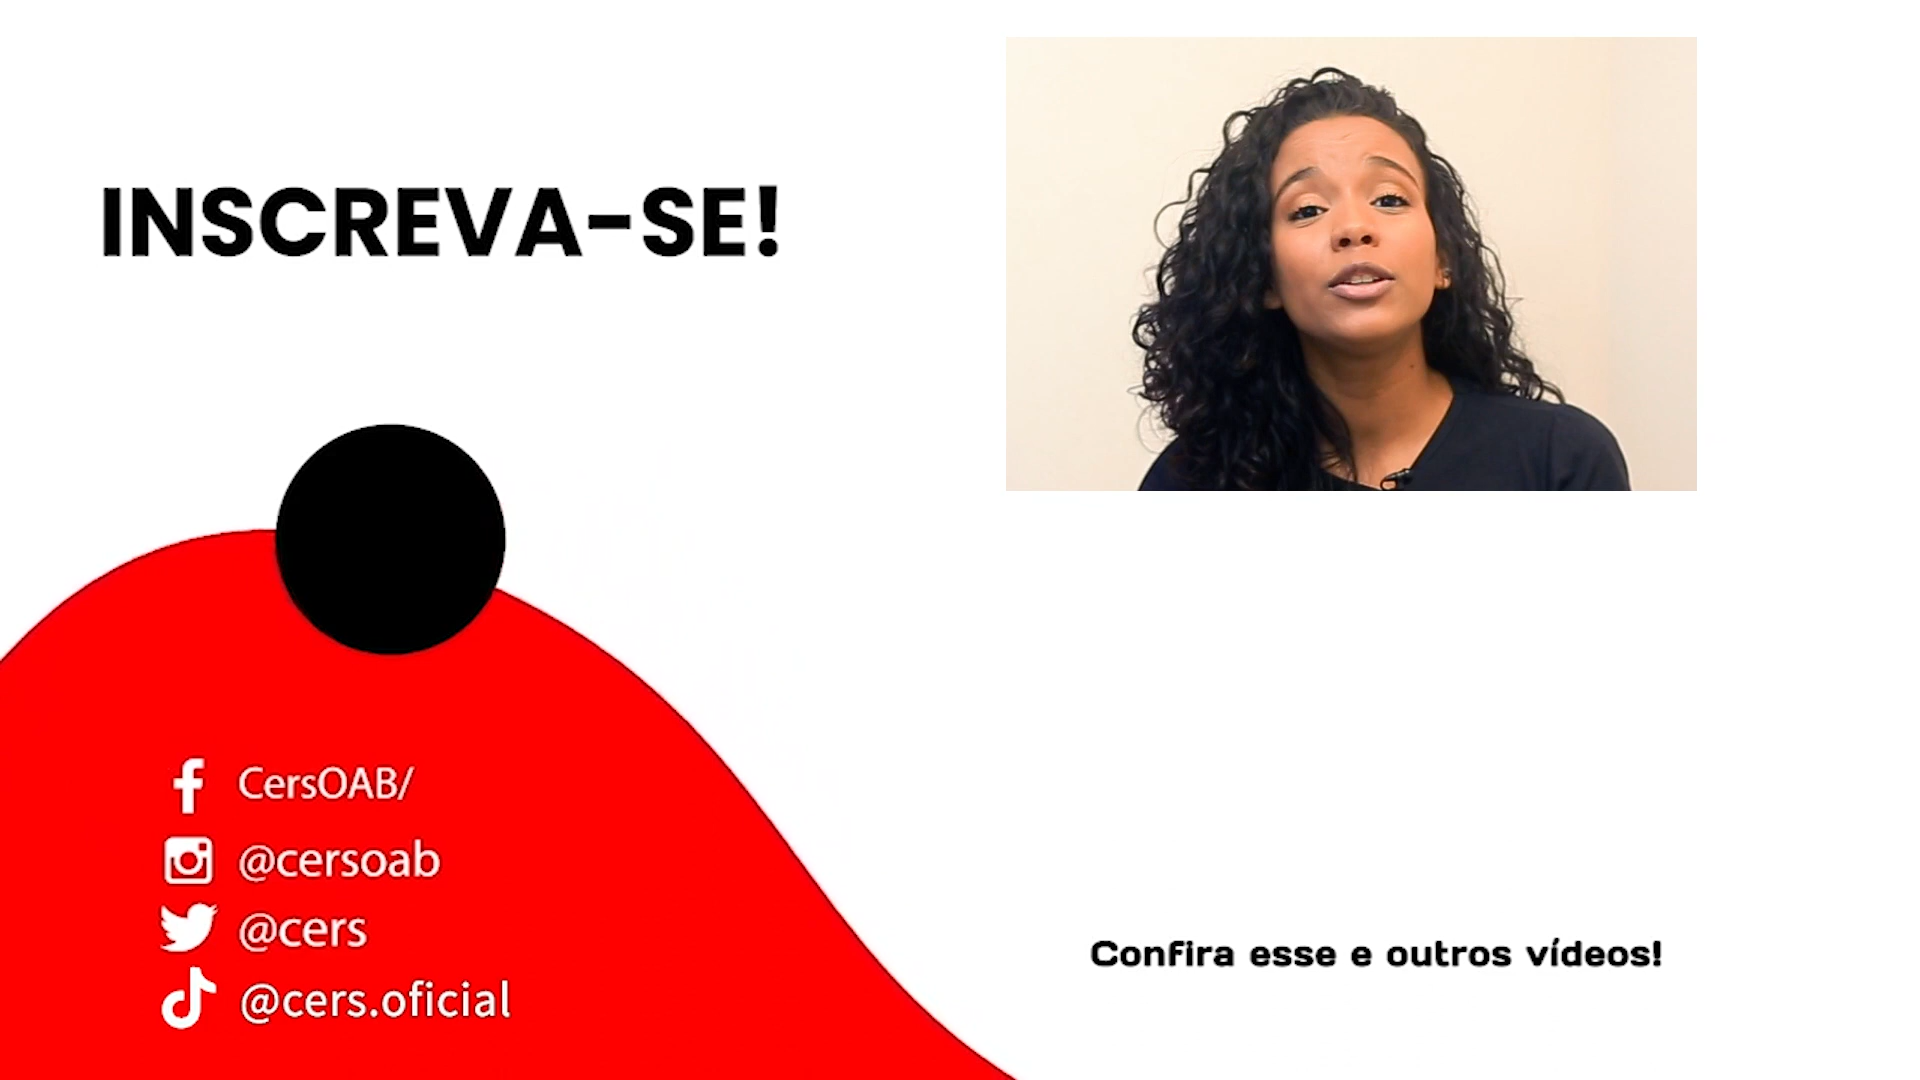 INSCREVA-SE!
CersOAB/
@cersoab
@cers
@cers.oficial
Confira esse e outros vídeos!